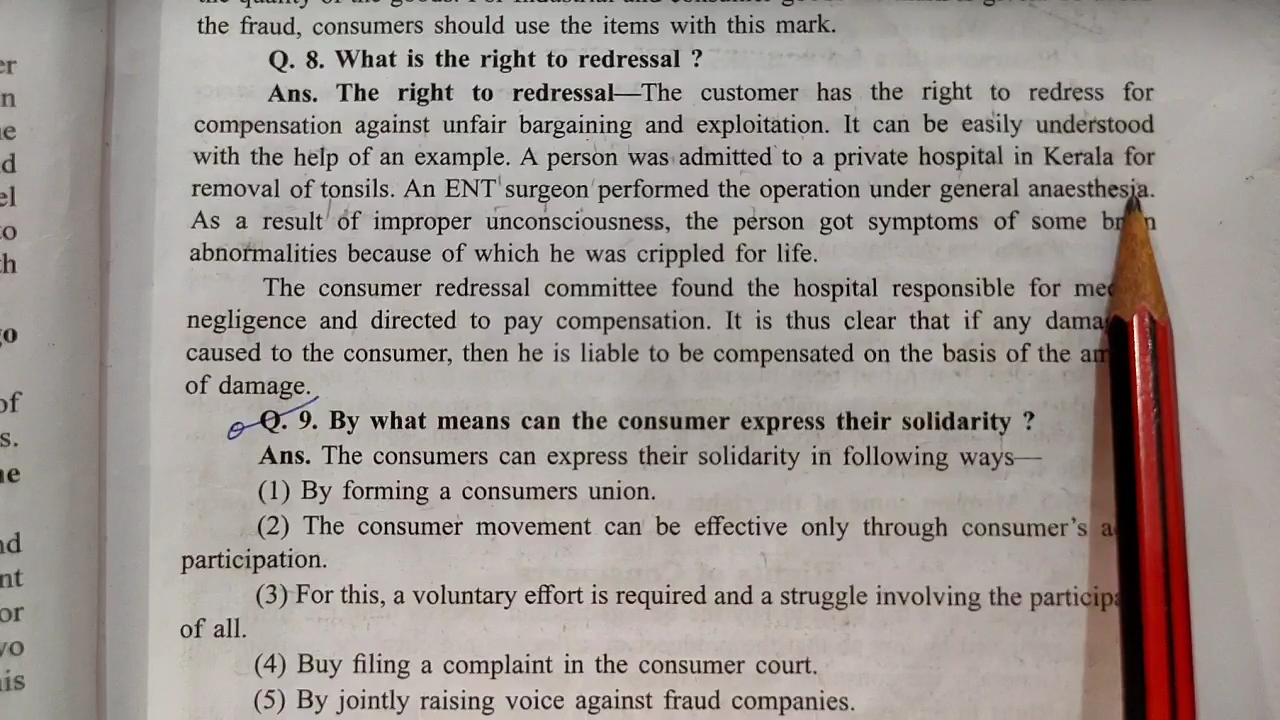 the fraud, consumers should use the items with this mark.
Q. 8. What is the right to redressal ?
Ans. The right to redressal—The customer has the right to redress for
compensation against unfair bargaining and exploitation. It can be easily understood
with the help of an example. A person was admitted to a private hospital in Kerala for
removal of tonsils. An ENT surgeon performed the operation under general anaesthesia.
As a result of improper unconsciousness, the person got symptoms of some
abnormalities because of which he was crippled for life.
The consumer redressal committee found the hospital responsible for
negligence and directed to pay compensation. It is thus clear that if any
caused to the consumer, then he is liable to be compensated on the basis of the
of damage.
Q. 9. By what means can the consumer express their solidarity ?
Ans. The consumers can express their solidarity in following ways—
(1) By forming a consumers union.
(2) The consumer movement can be effective only through consumer's
participation.
(3) For this, a voluntary effort is required and a struggle involving the
of all.
(4) Buy filing a complaint in the consumer court.
(5) By jointly raising voice against fraud companies.